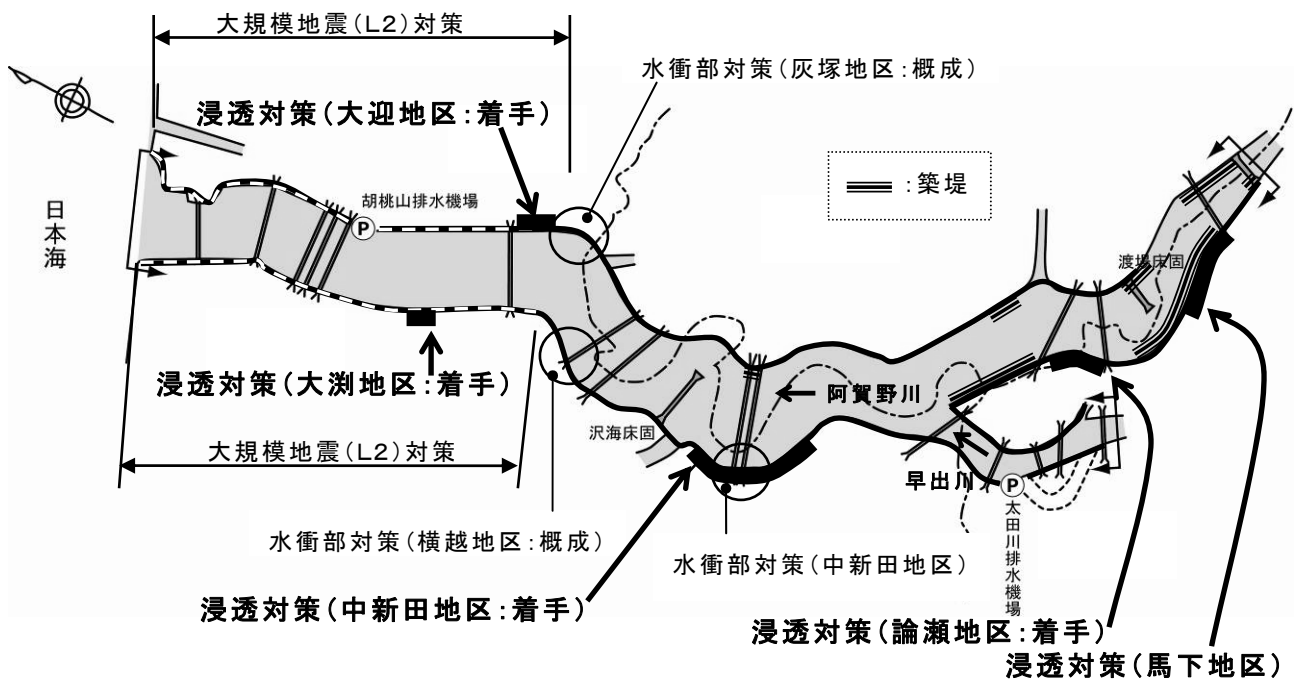 大規模地震(L2)対策
水衝部対策(灰塚地区:概成)
浸透対策(大迎地区:着手)
:築堤
胡桃山排水機場
P
日本海
渡場床固
浸透対策(大渕地区:着手)
阿賀野川
沢海床固
大規模地震(L2)対策
早出川
P
太田川排水機場
水衝部対策(横越地区:概成)
水衝部対策(中新田地区)
浸透対策(中新田地区:着手)
浸透対策(論瀬地区:着手)
浸透対策(馬下地区)